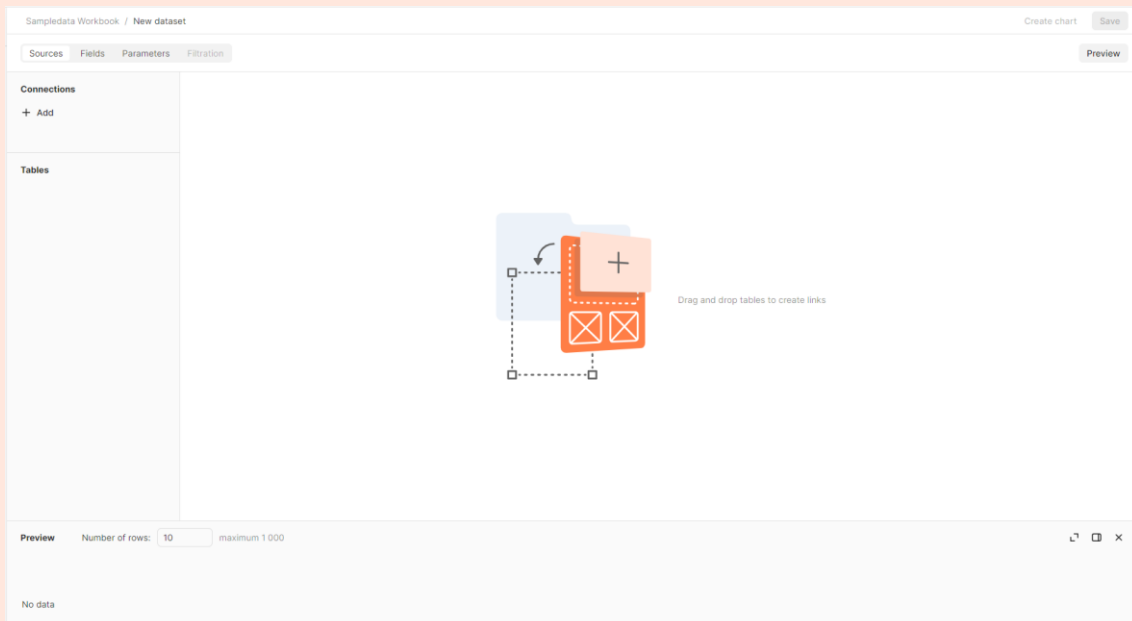 Sampledata Workbook / New dataset
Create chart
Save
Sources
Fields
Parameters
Filtration
Preview
Connections
+ Add
Tables
Drag and drop tables to create links
Preview
Number of rows: 10 maximum 1 000
No data